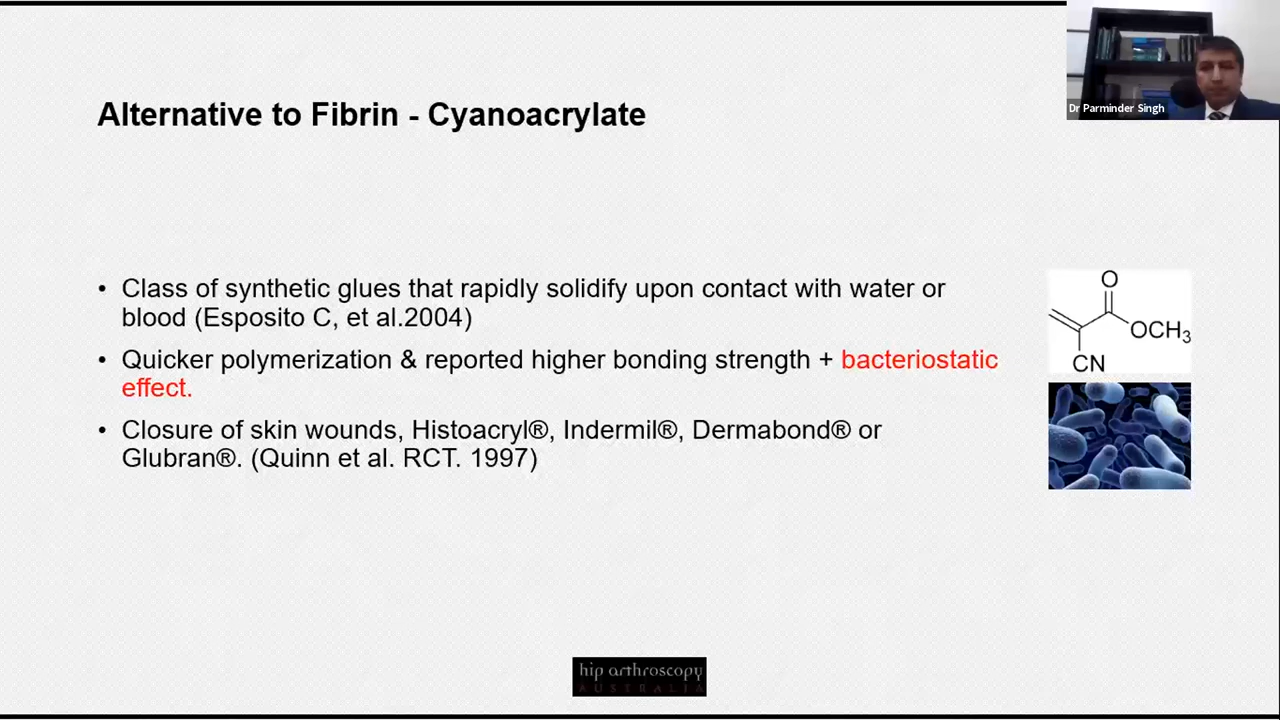 Dr Parminder Singh
Alternative to Fibrin - Cyanoacrylate
• Class of synthetic glues that rapidly solidify upon contact with water or
blood (Esposito C, et al.2004)
• Quicker polymerization & reported higher bonding strength + bacteriostatic
effect.
• Closure of skin wounds, Histoacryl®, Indermil®, Dermabond® or
Glubran®. (Quinn et al. RCT. 1997)
O
OCH3
CN
hip arthroscopy
AUSTRALIA